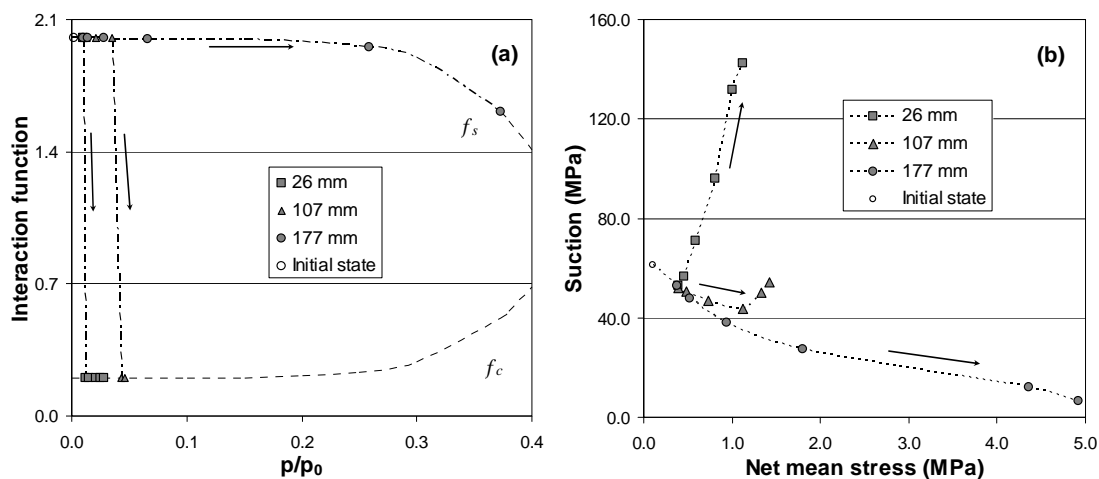 2.1
1.4
0.7
0.0
0.0
0.1
0.2
0.3
0.4
Interaction function
p/p0
(a)
fs
fc
26 mm
107 mm
177 mm
Initial state
160.0
120.0
80.0
40.0
0.0
0.0
1.0
2.0
3.0
4.0
5.0
Suction (MPa)
Net mean stress (MPa)
(b)
26 mm
107 mm
177 mm
Initial state